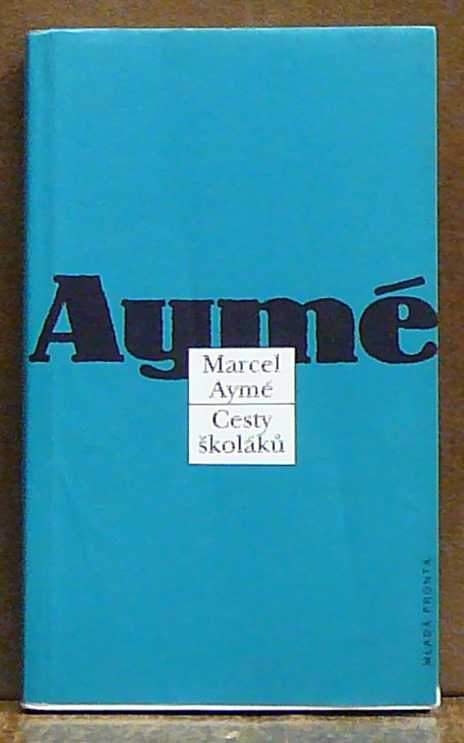 Aymé
Marcel
Aymé
Cesty
školáků
MLADÁ FRONTA